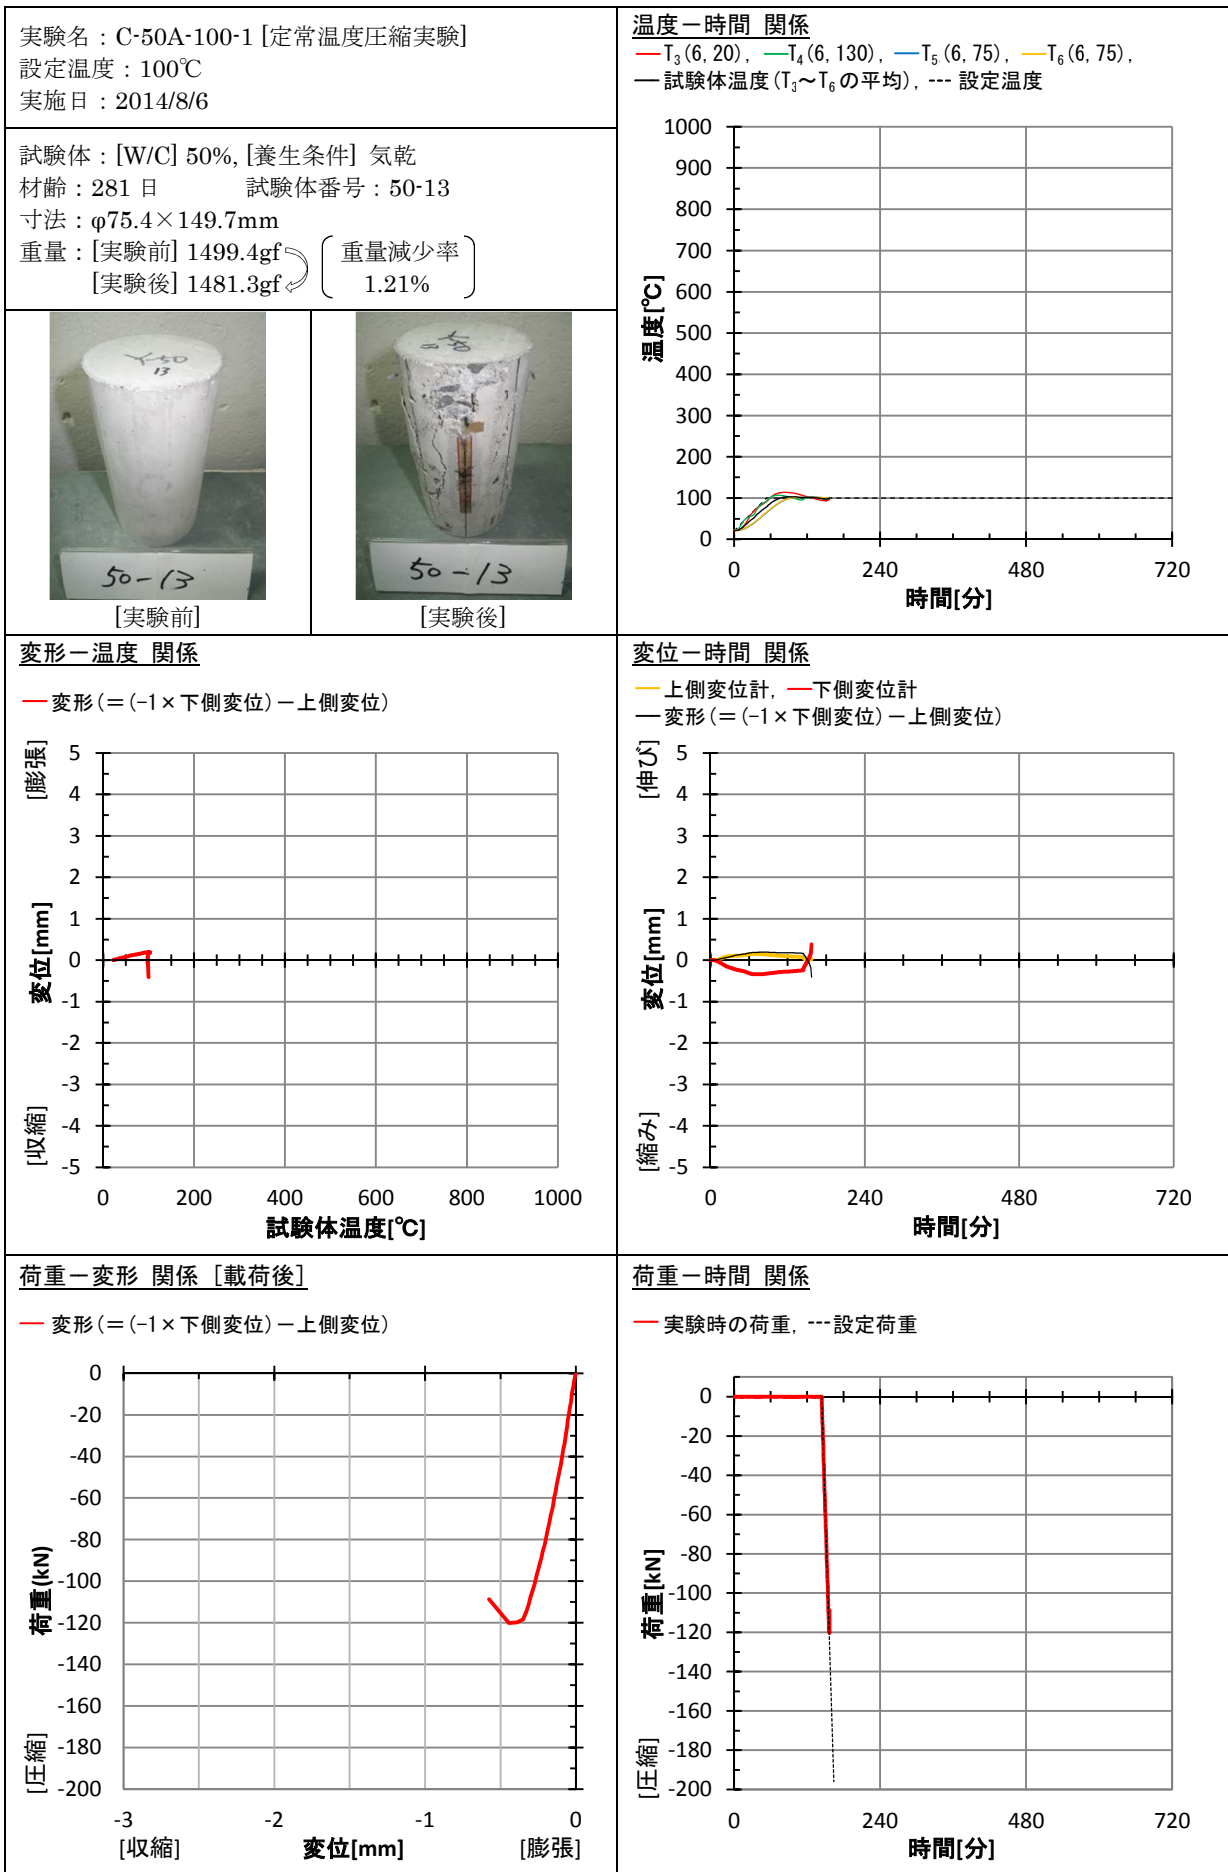 実験名：C-50A-100-1 [定常温度圧縮実験]
設定温度：100℃
実施日：2014/8/6
試験体：[W/C] 50%, [養生条件] 気乾
材齢：281 日 試験体番号：50-13
寸法：φ75.4×149.7mm
重量：[実験前] 1499.4gf
[実験後] 1481.3gf
重量減少率
1.21%
50-13
[実験前]
50-13
[実験後]
温度－時間 関係
T₃(6, 20), T₄(6, 130), T₅(6, 75), T₆(6, 75),
試験体温度(T₃～T₆の平均), --- 設定温度
温度[℃]
1000
900
800
700
600
500
400
300
200
100
0
0 240 480 720
時間[分]
変形－温度 関係
変形(＝(-1×下側変位)－上側変位)
[膨張]
変位[mm]
[収縮]
5
4
3
2
1
0
-1
-2
-3
-4
-5
0 200 400 600 800 1000
試験体温度[℃]
変位－時間 関係
上側変位計, 下側変位計
変形(＝(-1×下側変位)－上側変位)
[伸び]
変位[mm]
[縮み]
5
4
3
2
1
0
-1
-2
-3
-4
-5
0 240 480 720
時間[分]
荷重－変形 関係 [載荷後]
変形(＝(-1×下側変位)－上側変位)
荷重(kN)
[圧縮]
0
-20
-40
-60
-80
-100
-120
-140
-160
-180
-200
-3 -2 -1 0
[収縮] 変位[mm] [膨張]
荷重－時間 関係
実験時の荷重, ---設定荷重
荷重[kN]
[圧縮]
0
-20
-40
-60
-80
-100
-120
-140
-160
-180
-200
0 240 480 720
時間[分]